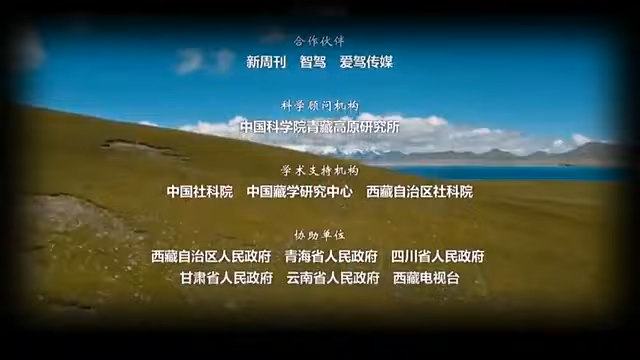 合作伙伴
新周刊 智驾 爱驾传媒
科学顾问机构
中国科学院青藏高原研究所
学术支持机构
中国社科院 中国藏学研究中心 西藏自治区社科院
协助单位
西藏自治区人民政府 青海省人民政府 四川省人民政府
甘肃省人民政府 云南省人民政府 西藏电视台